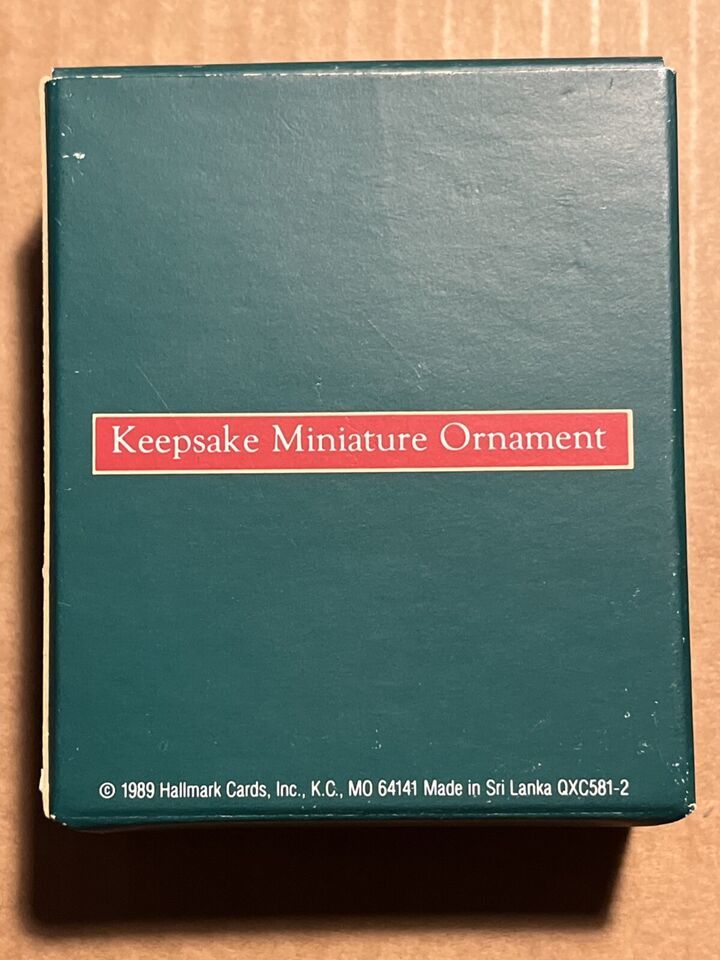 Keepsake Miniature Ornament
© 1989 Hallmark Cards, Inc., K.C., MO 64141 Made in Sri Lanka QXC581-2